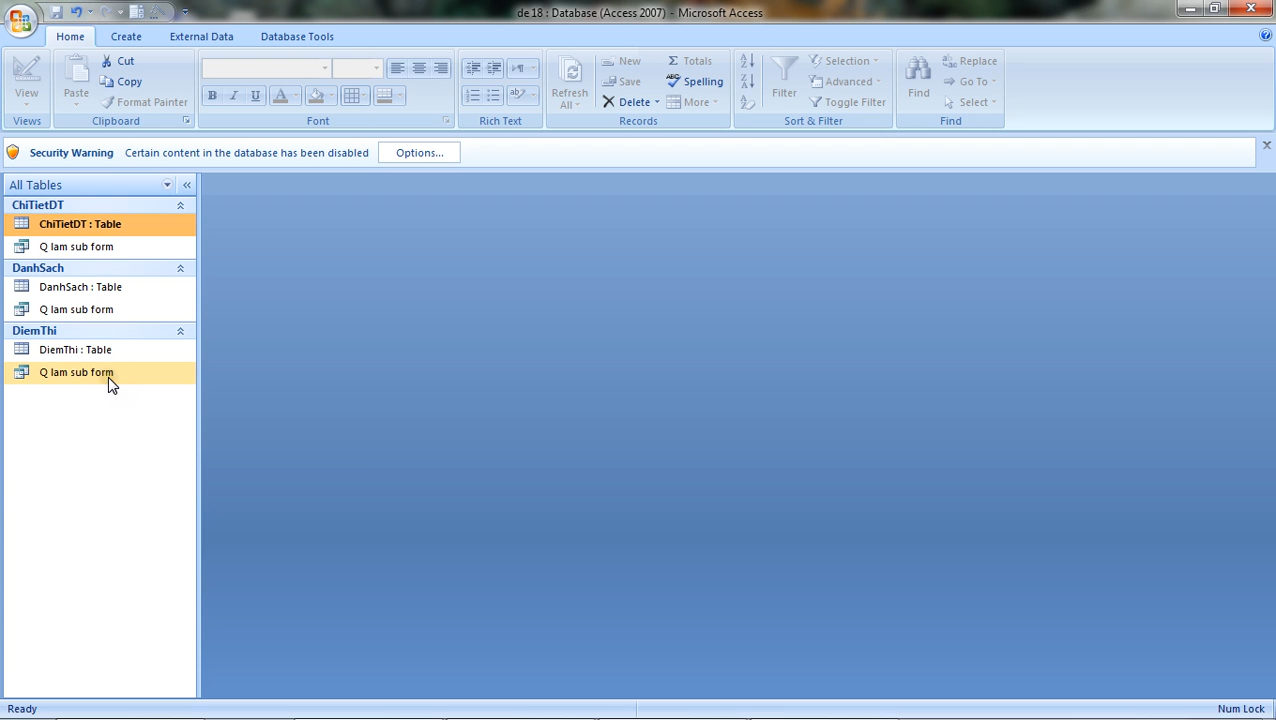 de 18 : Database (Access 2007) - Microsoft Access
Home Create External Data Database Tools
View
Views
Paste
Cut
Copy
Format Painter
Clipboard
B I U
Font
Rich Text
Refresh All
New
Save
Delete
Totals
Spelling
More
Records
Filter
Selection
Advanced
Toggle Filter
Sort & Filter
Find
Replace
Go To
Select
Find
Security Warning Certain content in the database has been disabled Options...
All Tables
ChiTietDT
ChiTietDT : Table
Q lam sub form
DanhSach
DanhSach : Table
Q lam sub form
DiemThi
DiemThi : Table
Q lam sub form
Ready Num Lock